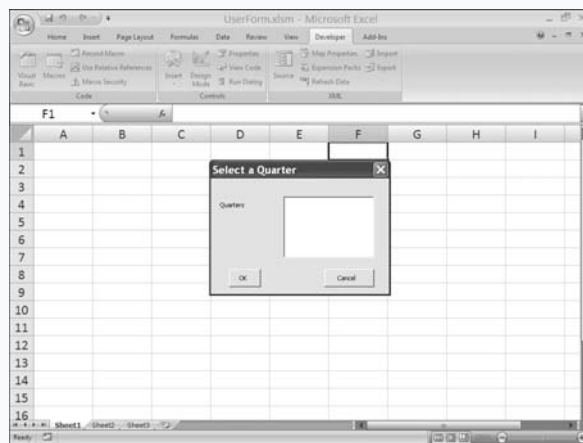 UserForm.xlsm - Microsoft Excel
Home Insert Page Layout Formulas Data Review View Developer Add-Ins
Visual Basic Macros Record Macro Use Relative References Macro Security Insert Design Mode Properties View Code Run Dialog Source Map Properties Expansion Packs Refresh Data Import Export
Code Controls XML
F1 fx
A B C D E F G H I
1
2
Select a Quarter
3
4
Quarters
5
6
7
8
OK Cancel
9
10
11
12
13
14
15
16
Sheet1 Sheet2 Sheet3
Ready